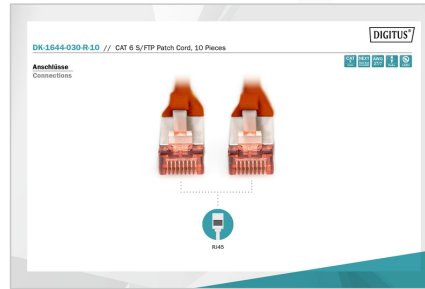 DIGITUS®
DK-1644-030-R-10 // CAT 6 S/FTP Patch Cord, 10 Pieces
Anschlüsse
Connections
RJ45